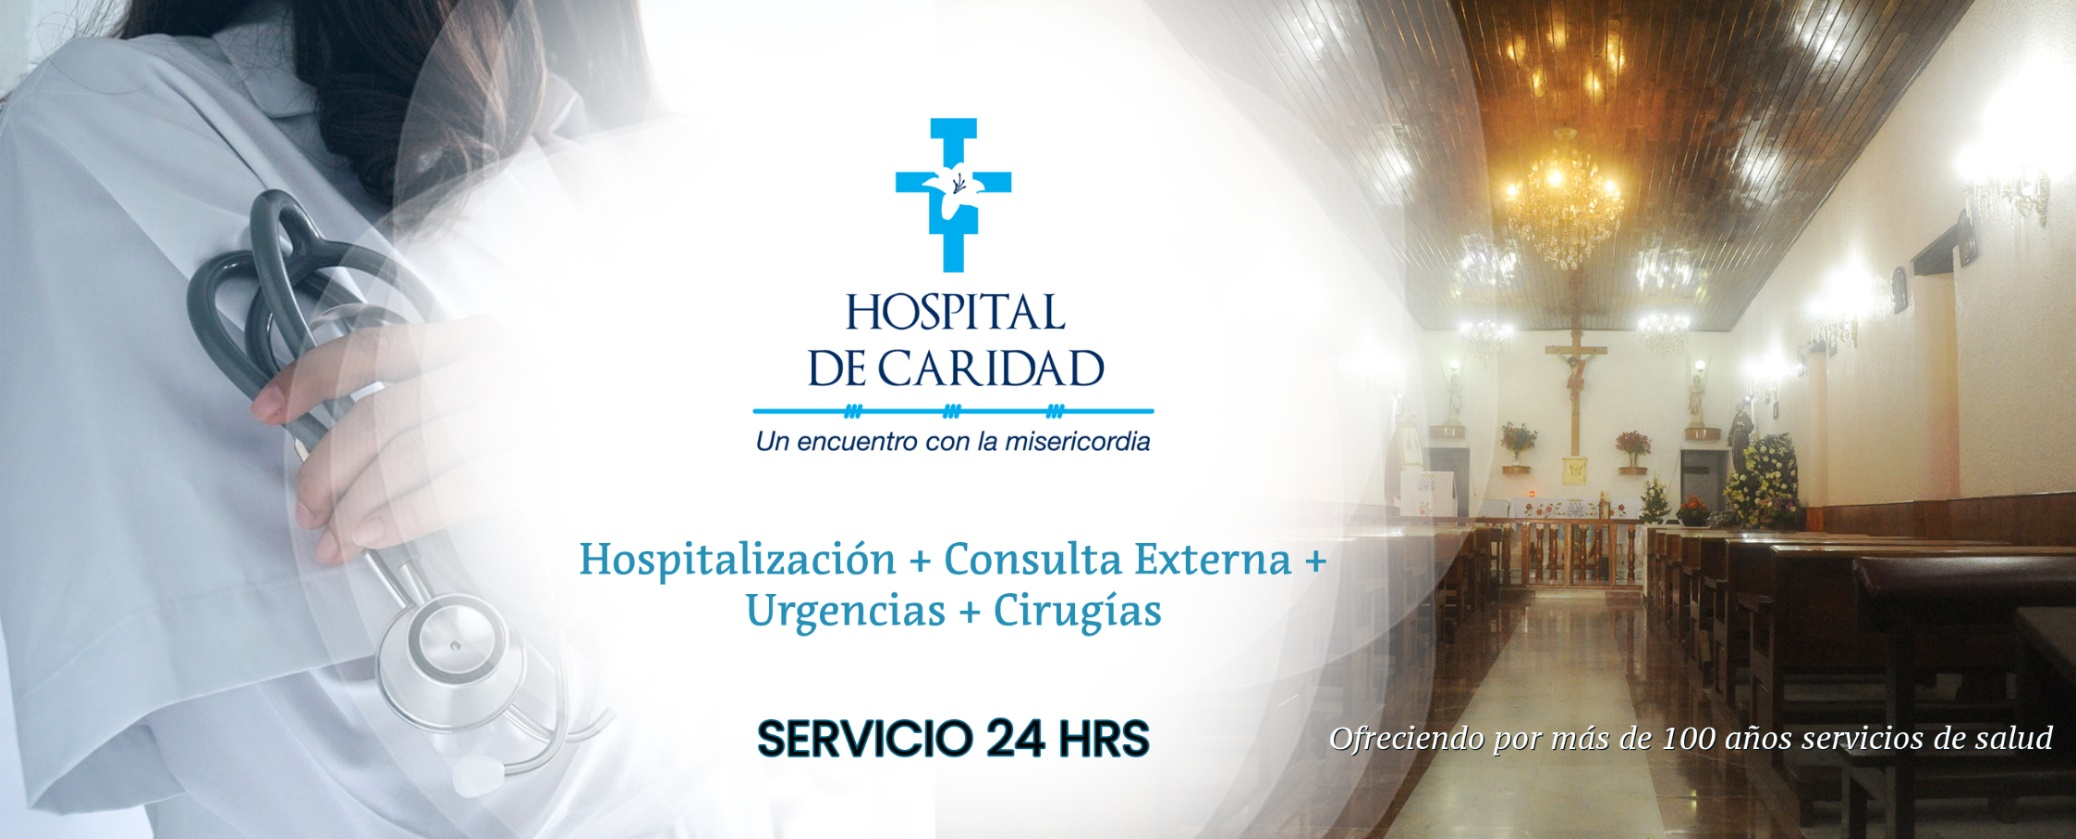 HOSPITAL
DE CARIDAD
Un encuentro con la misericordia
Hospitalización + Consulta Externa +
Urgencias + Cirugías
SERVICIO 24 HRS
Ofreciendo por más de 100 años servicios de salud